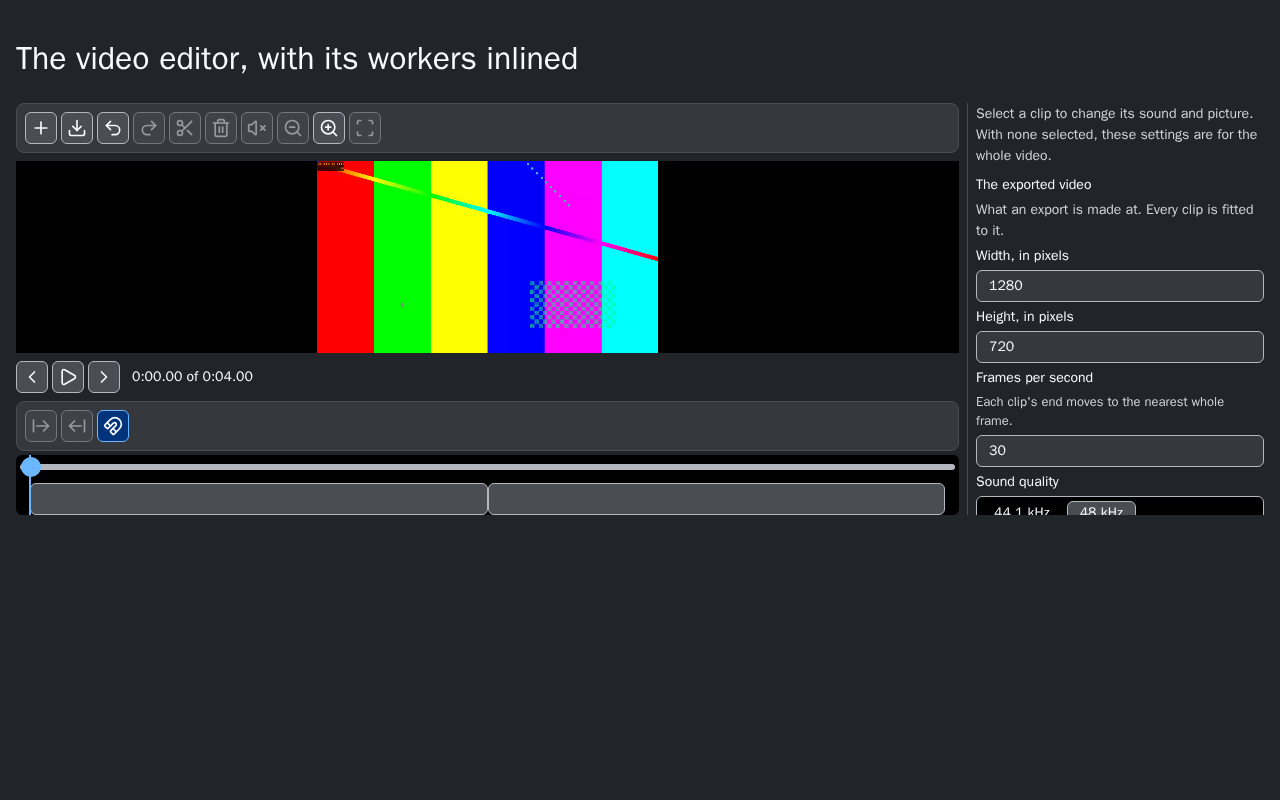 The video editor, with its workers inlined
Select a clip to change its sound and picture.
With none selected, these settings are for the
whole video.
The exported video
What an export is made at. Every clip is fitted
to it.
Width, in pixels
1280
Height, in pixels
720
0:00.00 of 0:04.00
Frames per second
Each clip's end moves to the nearest whole
frame.
30
Sound quality
44.1 kHz
48 kHz